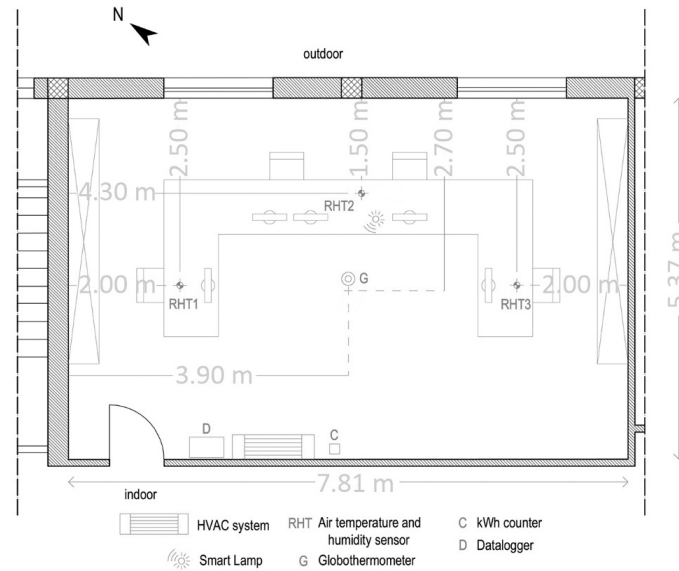 N
outdoor
2.50 m
1.50 m
2.70 m
2.50 m
4.30 m
RHT2
2.00 m
RHT1
G
RHT3
2.00 m
5.37 m
3.90 m
D
C
7.81 m
indoor
HVAC system
RHT Air temperature and
humidity sensor
C kWh counter
Smart Lamp
G Globothermometer
D Datalogger